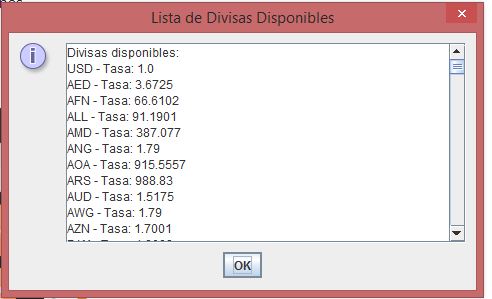 Lista de Divisas Disponibles
Divisas disponibles:
USD - Tasa: 1.0
AED - Tasa: 3.6725
AFN - Tasa: 66.6102
ALL - Tasa: 91.1901
AMD - Tasa: 387.077
ANG - Tasa: 1.79
AOA - Tasa: 915.5557
ARS - Tasa: 988.83
AUD - Tasa: 1.5175
AWG - Tasa: 1.79
AZN - Tasa: 1.7001
OK